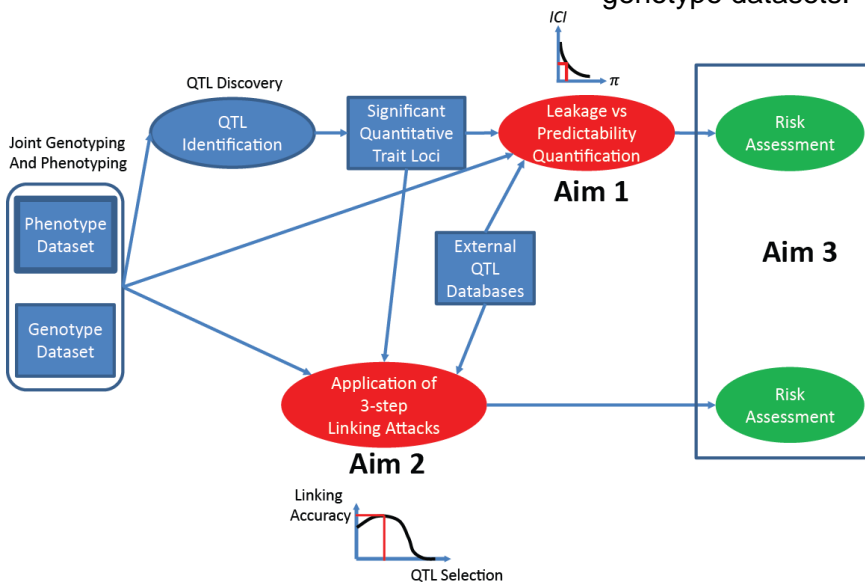 genotype datasets.
ICI
π
QTL Discovery
QTL
Identification
Significant
Quantitative
Trait Loci
Leakage vs
Predictability
Quantification
Risk
Assessment
Joint Genotyping
And Phenotyping
Aim 1
Phenotype
Dataset
External
QTL
Databases
Aim 3
Genotype
Dataset
Application of
3-step
Linking Attacks
Risk
Assessment
Aim 2
Linking
Accuracy
QTL Selection